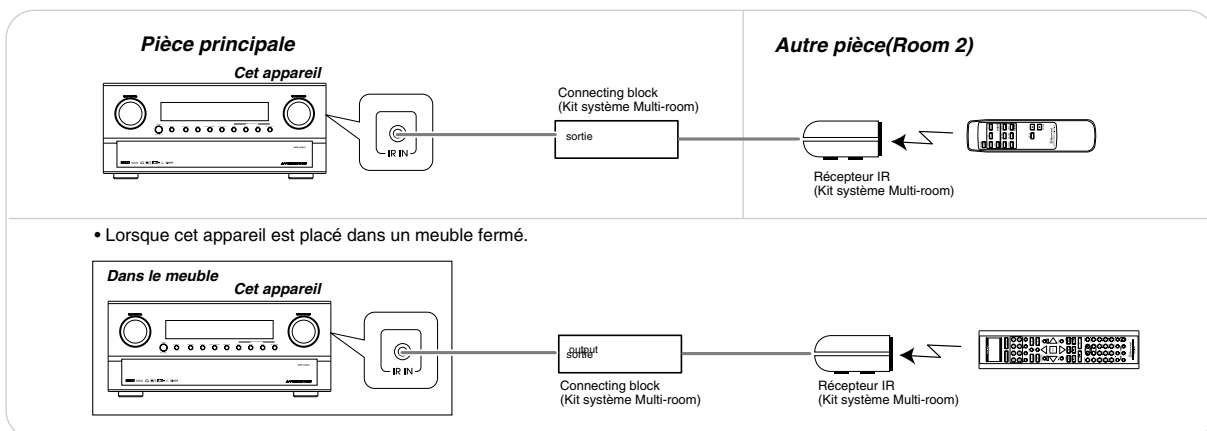 Pièce principale
Autre pièce(Room 2)
Cet appareil
Connecting block
(Kit système Multi-room)
sortie
IR IN
Récepteur IR
(Kit système Multi-room)
• Lorsque cet appareil est placé dans un meuble fermé.
Dans le meuble
Cet appareil
output
sortie
IR IN
Connecting block
(Kit système Multi-room)
Récepteur IR
(Kit système Multi-room)